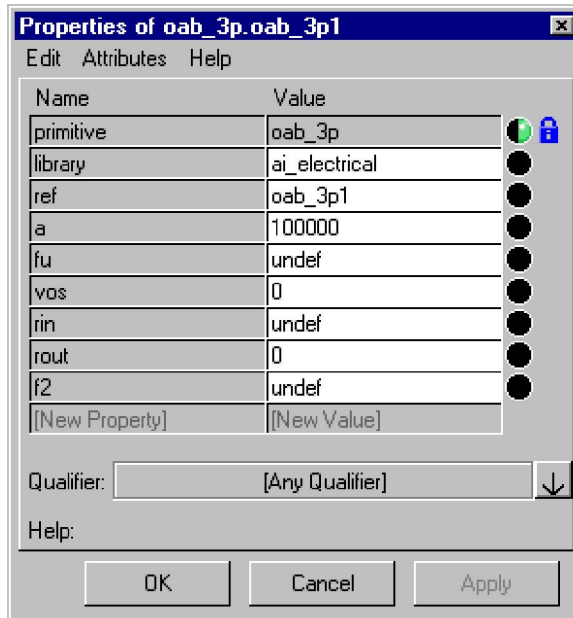 Properties of oab_3p.oab_3p1
Edit Attributes Help
Name Value
primitive oab_3p
library ai_electrical
ref oab_3p1
a 100000
fu undef
vos 0
rin undef
rout 0
f2 undef
[New Property] [New Value]
Qualifier: [Any Qualifier]
Help:
OK Cancel Apply